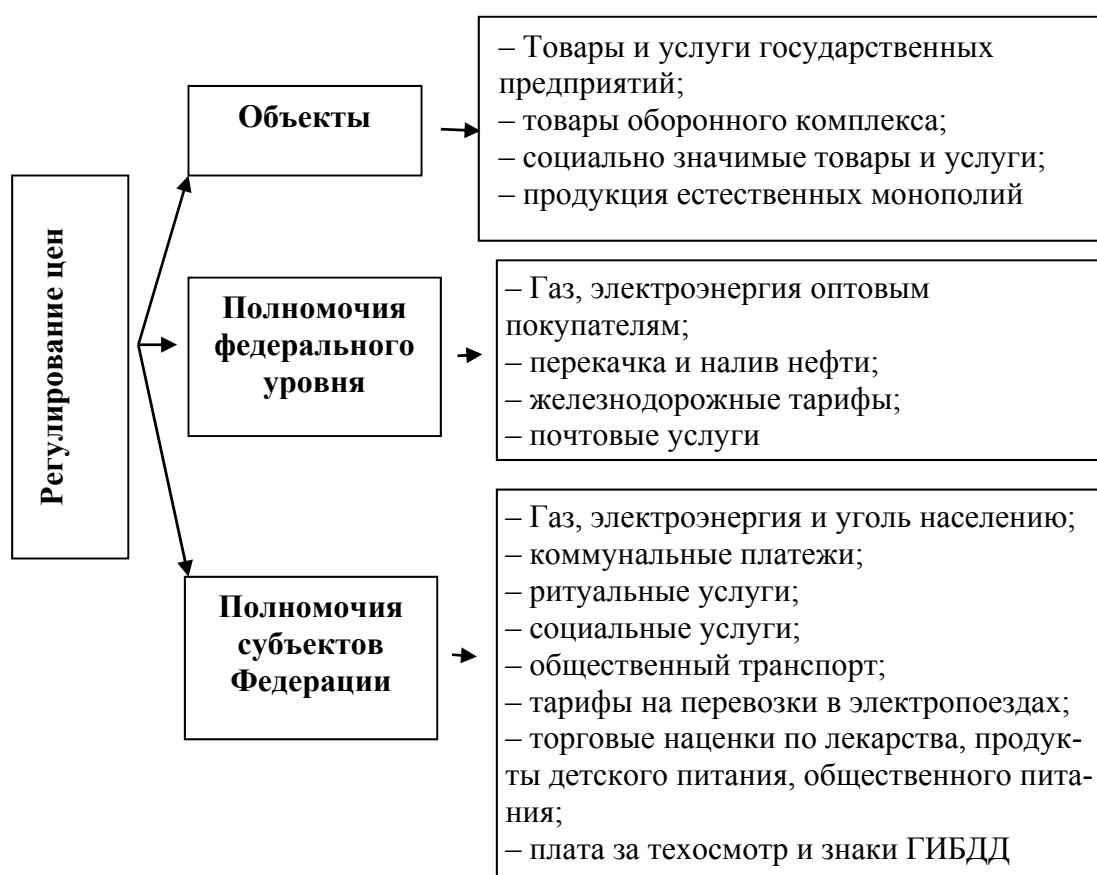 Регулирование цен
Объекты
– Товары и услуги государственных
предприятий;
– товары оборонного комплекса;
– социально значимые товары и услуги;
– продукция естественных монополий
Полномочия
федерального
уровня
– Газ, электроэнергия оптовым
покупателям;
– перекачка и налив нефти;
– железнодорожные тарифы;
– почтовые услуги
Полномочия
субъектов
Федерации
– Газ, электроэнергия и уголь населению;
– коммунальные платежи;
– ритуальные услуги;
– социальные услуги;
– общественный транспорт;
– тарифы на перевозки в электропоездах;
– торговые наценки по лекарства, продук-
ты детского питания, общественного пита-
ния;
– плата за техосмотр и знаки ГИБДД